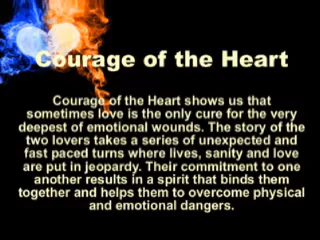 Courage of the Heart
Courage of the Heart shows us that
sometimes love is the only cure for the very
deepest of emotional wounds. The story of the
two lovers takes a series of unexpected and
fast paced turns where lives, sanity and love
are put in jeopardy. Their commitment to one
another results in a spirit that binds them
together and helps them to overcome physical
and emotional dangers.